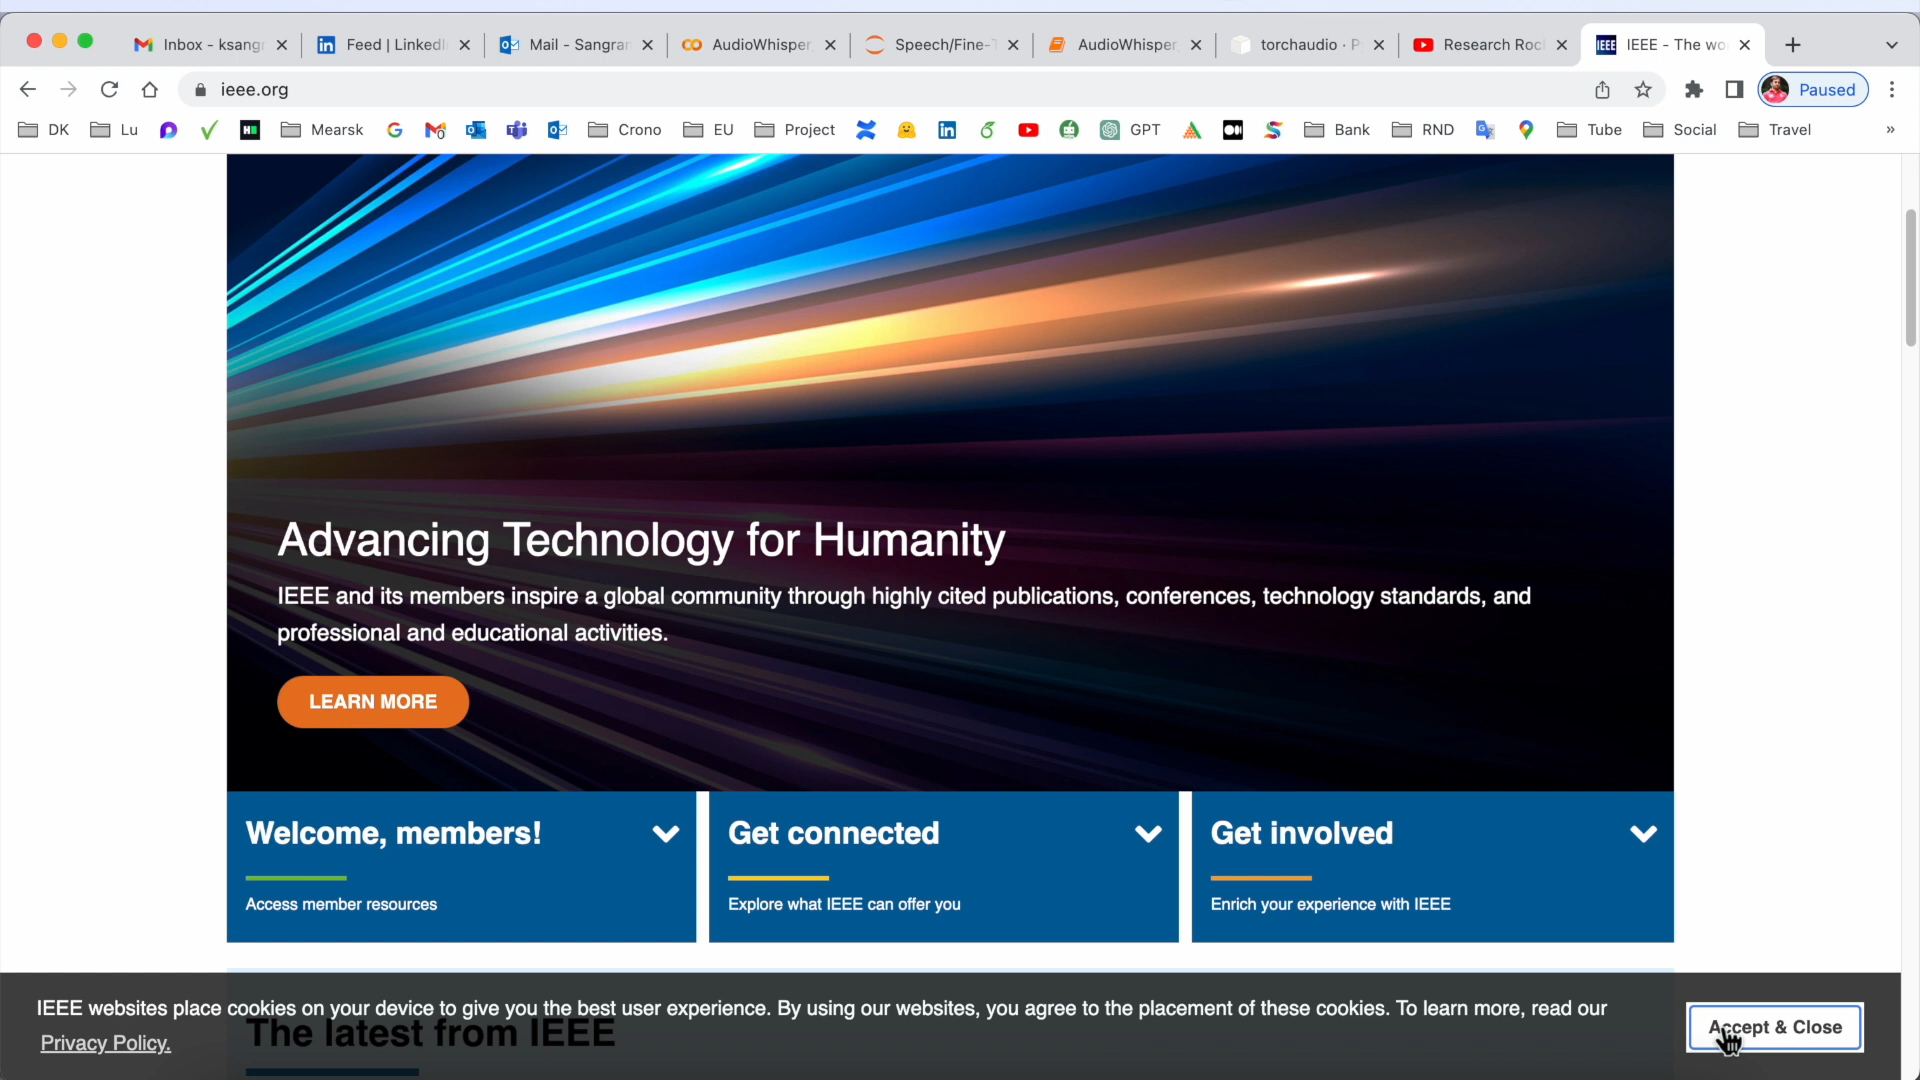 Inbox - ksang
Feed | LinkedI
Mail - Sangran
AudioWhisper
Speech/Fine-T
AudioWhisper
torchaudio · P
Research Roc
IEEE IEEE - The wo
ieee.org
Paused
DK
Lu
Mearsk
Crono
EU
Project
GPT
Bank
RND
Tube
Social
Travel
»
Advancing Technology for Humanity
IEEE and its members inspire a global community through highly cited publications, conferences, technology standards, and
professional and educational activities.
LEARN MORE
Welcome, members!
Access member resources
Get connected
Explore what IEEE can offer you
Get involved
Enrich your experience with IEEE
IEEE websites place cookies on your device to give you the best user experience. By using our websites, you agree to the placement of these cookies. To learn more, read our
Privacy Policy.
The latest from IEEE
Accept & Close